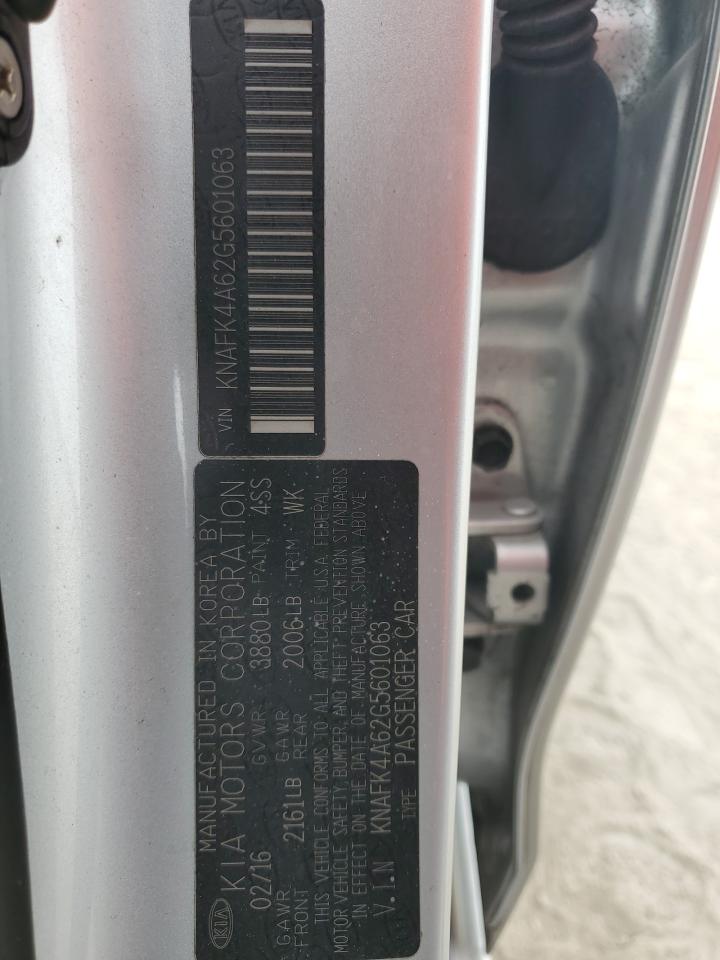 VIN KNAFK4A62G5601063
MANUFACTURED IN KOREA BY
KIA KIA MOTORS CORPORATION
02/16 GVWR 3880LB PAINT 4SS
GAWR FRONT 2161LB GAWR REAR 2006LB TRIM WK
THIS VEHICLE CONFORMS TO ALL APPLICABLE U.S.A. FEDERAL
MOTOR VEHICLE SAFETY BUMPER, AND THEFT PREVENTION STANDARDS
IN EFFECT ON THE DATE OF MANUFACTURE SHOWN ABOVE
V.I.N KNAFK4A62G5601063
TYPE PASSENGER CAR